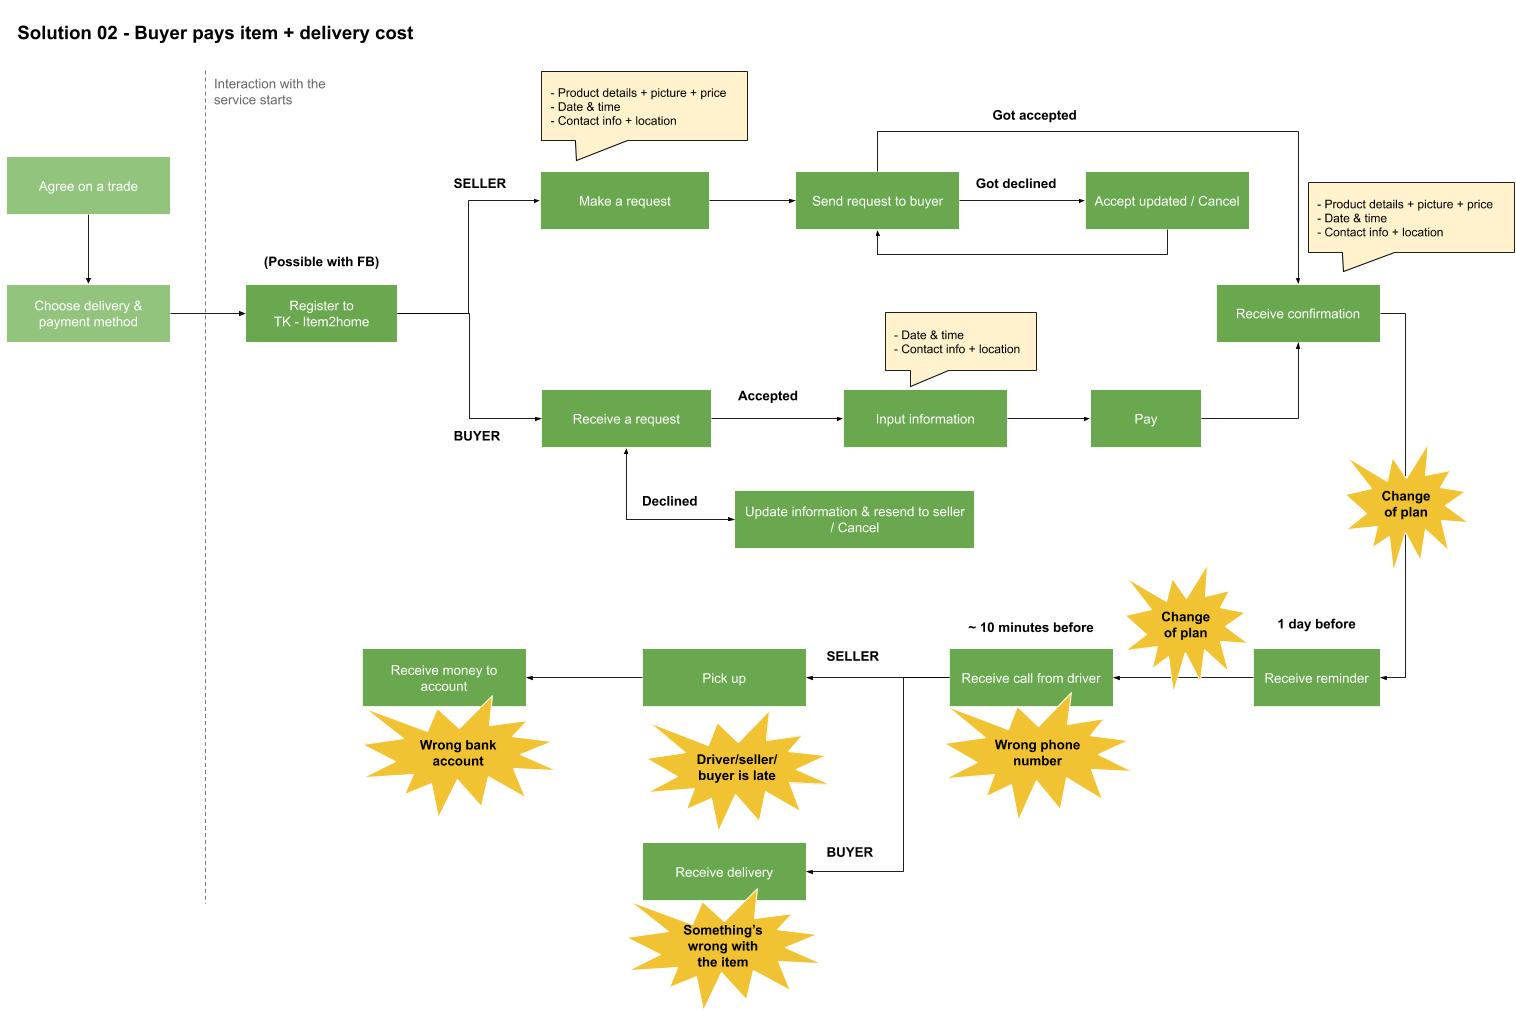 Solution 02 - Buyer pays item + delivery cost
Interaction with the
service starts
- Product details + picture + price
- Date & time
- Contact info + location
Got accepted
Agree on a trade
SELLER
Make a request
Send request to buyer
Got declined
Accept updated / Cancel
- Product details + picture + price
- Date & time
- Contact info + location
(Possible with FB)
Choose delivery &
payment method
Register to
TK - Item2home
Receive confirmation
- Date & time
- Contact info + location
BUYER
Receive a request
Accepted
Input information
Pay
Declined
Update information & resend to seller
/ Cancel
Change
of plan
Change
of plan
1 day before
~ 10 minutes before
Receive reminder
Receive call from driver
SELLER
Pick up
Receive money to
account
Wrong bank
account
Driver/seller/
buyer is late
Wrong phone
number
BUYER
Receive delivery
Something's
wrong with
the item